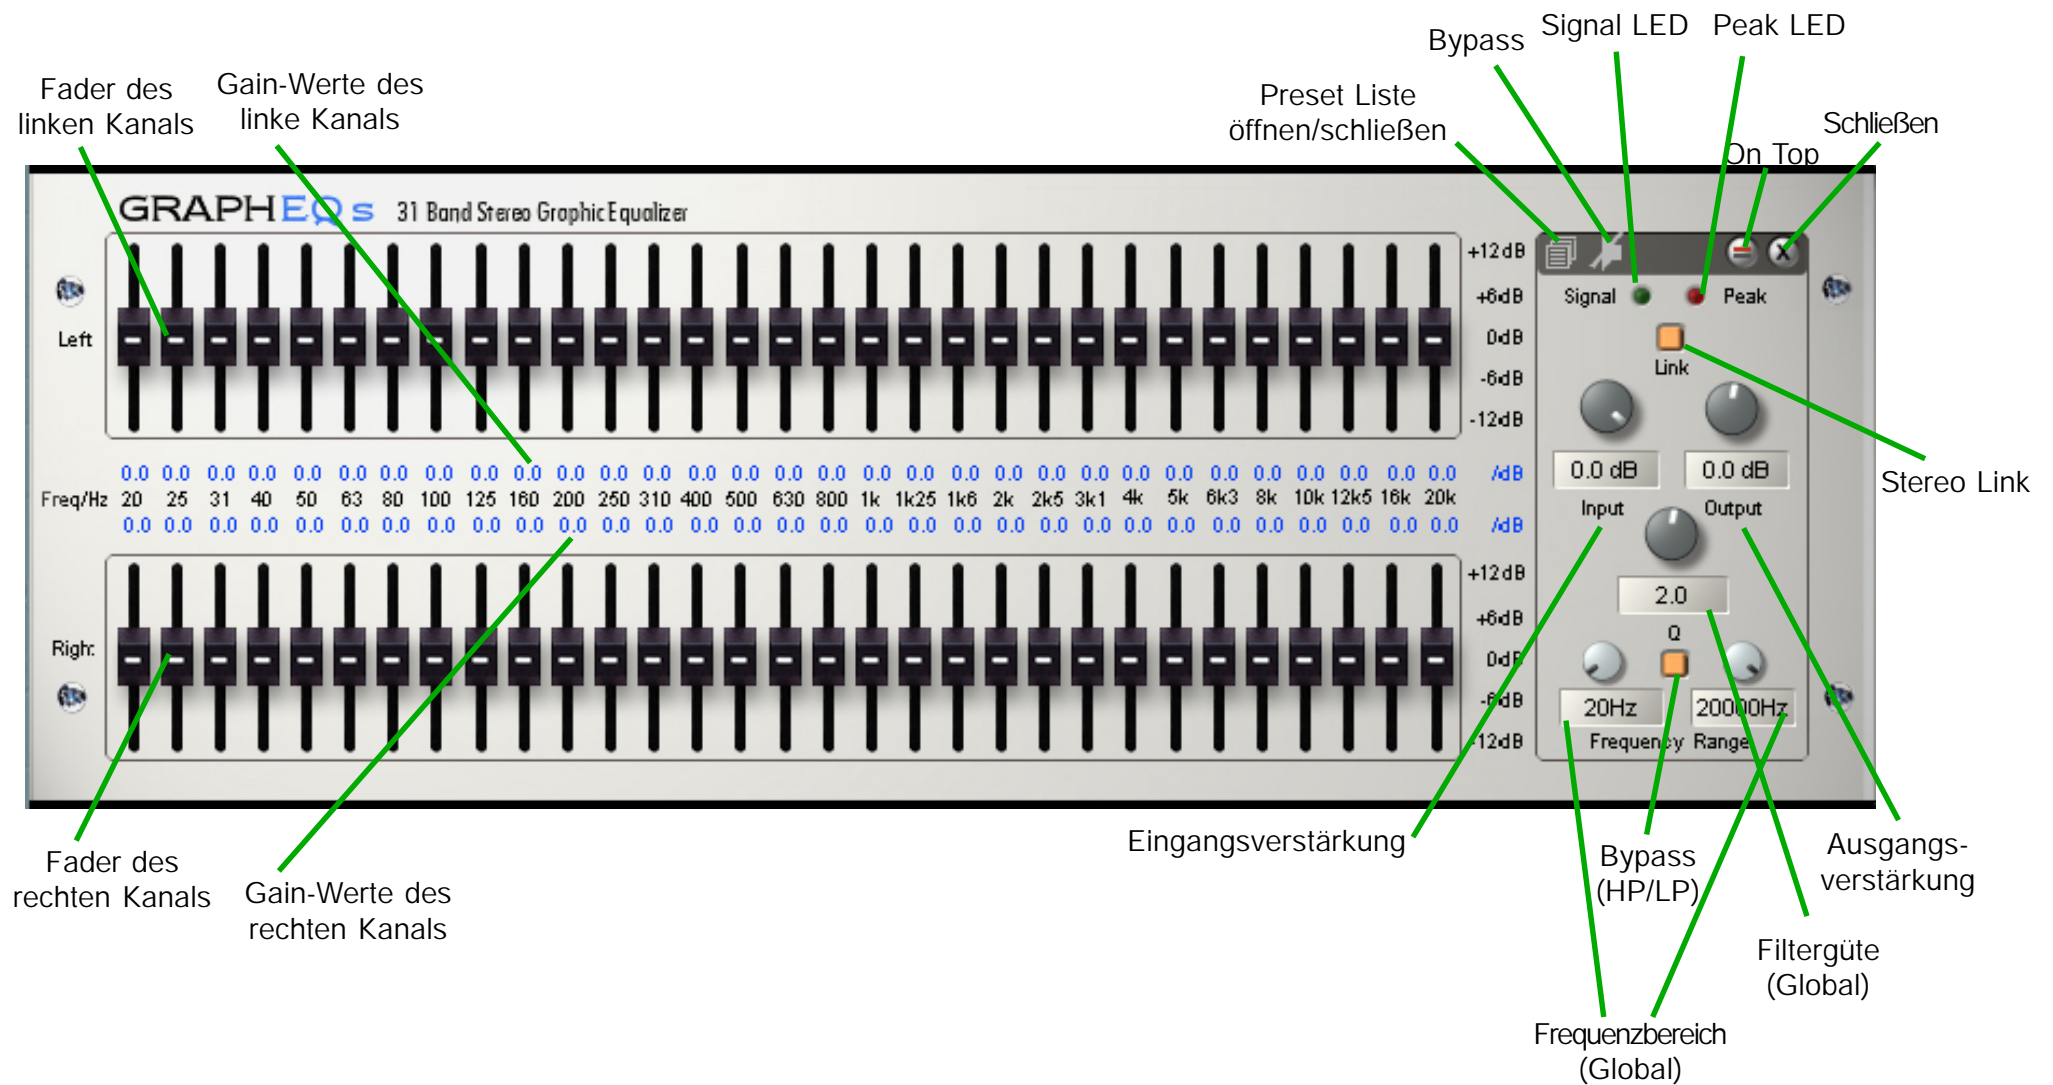 Signal LED Peak LED
Bypass
Fader des
linken Kanals
Gain-Werte des
linke Kanals
Preset Liste
öffnen/schließen
Schließen
On Top
GRAPHEQ s 31 Band Stereo Graphic Equalizer
+12dB
+6dB
0dB
-6dB
-12dB
Left
Signal Peak
Link
0.0 dB 0.0 dB
Input Output
Stereo Link
0.0 0.0 0.0 0.0 0.0 0.0 0.0 0.0 0.0 0.0 0.0 0.0 0.0 0.0 0.0 0.0 0.0 0.0 0.0 0.0 0.0 0.0 0.0 0.0 0.0 0.0 0.0 0.0 0.0 0.0 0.0 /dB
Freq/Hz 20 25 31 40 50 63 80 100 125 160 200 250 310 400 500 630 800 1k 1k25 1k6 2k 2k5 3k1 4k 5k 6k3 8k 10k 12k5 16k 20k
0.0 0.0 0.0 0.0 0.0 0.0 0.0 0.0 0.0 0.0 0.0 0.0 0.0 0.0 0.0 0.0 0.0 0.0 0.0 0.0 0.0 0.0 0.0 0.0 0.0 0.0 0.0 0.0 0.0 0.0 0.0 /dB
+12dB
+6dB
0dB
-6dB
-12dB
Right
2.0
Q
20Hz 20000Hz
Frequency Range
Fader des
rechten Kanals
Gain-Werte des
rechten Kanals
Eingangsverstärkung
Bypass
(HP/LP)
Ausgangs-
verstärkung
Filtergüte
(Global)
Frequenzbereich
(Global)